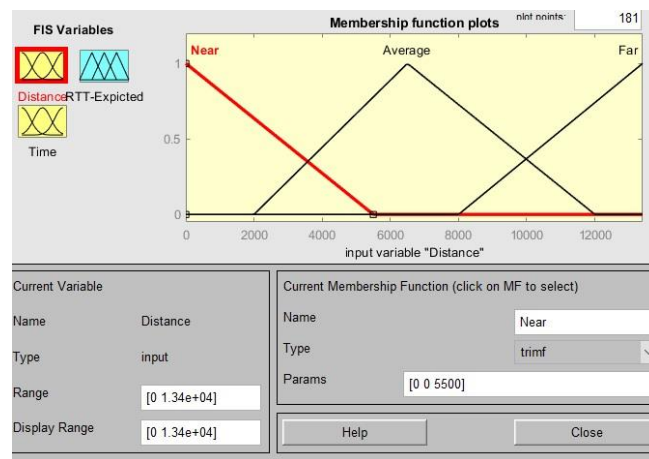 FIS Variables
Membership function plots
plot points:
181
Near
Average
Far
1
0.5
0
Distance
RTT-Expicted
Time
0
2000
4000
6000
8000
10000
12000
input variable "Distance"
Current Variable
Name
Distance
Type
input
Range
[0 1.34e+04]
Display Range
[0 1.34e+04]
Current Membership Function (click on MF to select)
Name
Near
Type
trimf
Params
[0 0 5500]
Help
Close